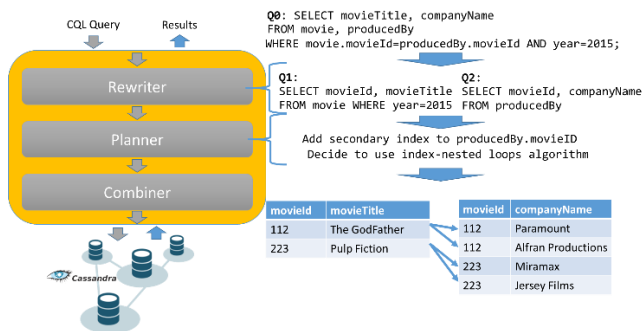 CQL Query
Results
Rewriter
Planner
Combiner
Cassandra
Q0: SELECT movieTitle, companyName
FROM movie, producedBy
WHERE movie.movieId=producedBy.movieId AND year=2015;
Q1:
SELECT movieId, movieTitle
FROM movie WHERE year=2015
Q2:
SELECT movieId, companyName
FROM producedBy
Add secondary index to producedBy.movieID
Decide to use index-nested loops algorithm
movieId movieTitle
112 The GodFather
223 Pulp Fiction
movieId companyName
112 Paramount
112 Alfran Productions
223 Miramax
223 Jersey Films